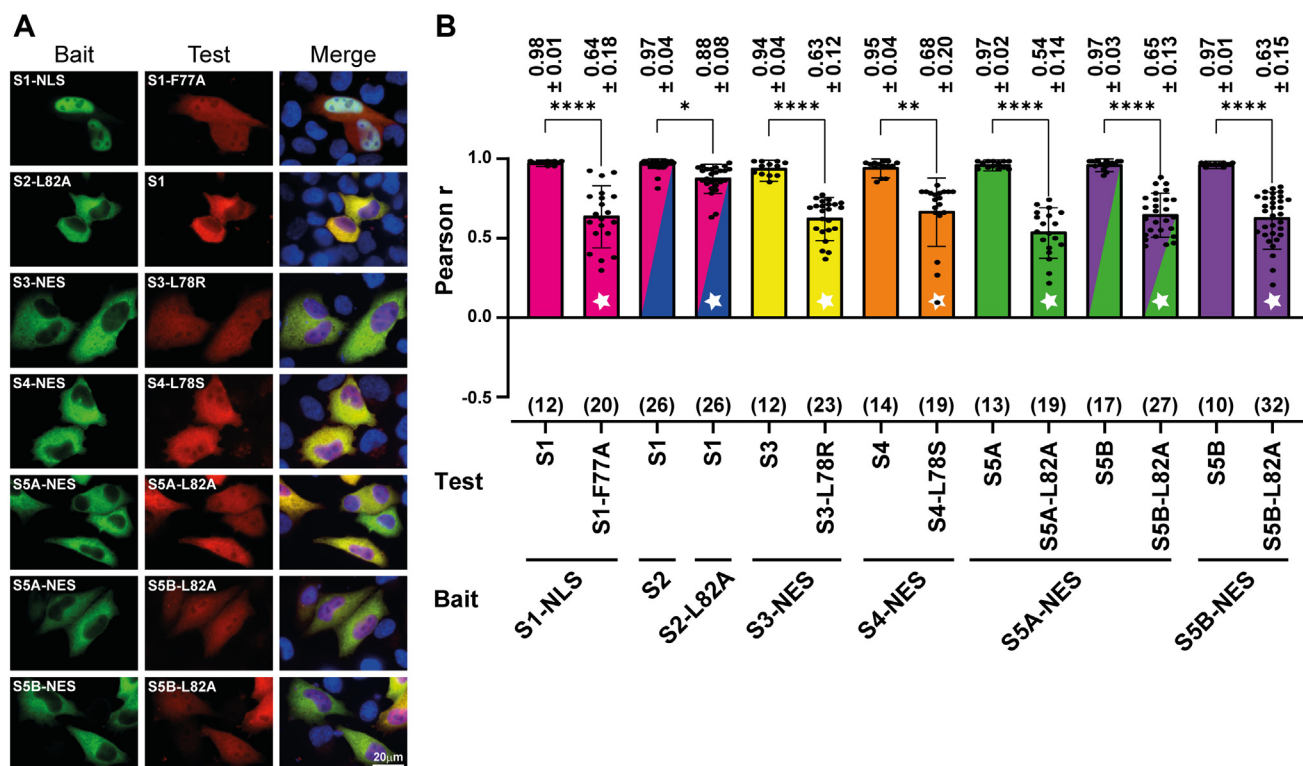 A
Bait Test Merge
S1-NLS S1-F77A
S2-L82A S1
S3-NES S3-L78R
S4-NES S4-L78S
S5A-NES S5A-L82A
S5A-NES S5B-L82A
S5B-NES S5B-L82A
20µm
B
0.98 ± 0.01
0.64 ± 0.18
0.97 ± 0.04
0.88 ± 0.08
0.94 ± 0.04
0.63 ± 0.12
0.95 ± 0.04
0.68 ± 0.20
0.97 ± 0.02
0.54 ± 0.14
0.97 ± 0.03
0.65 ± 0.13
0.97 ± 0.01
0.63 ± 0.15
**** * **** ** **** **** ****
Pearson r
1.0
0.5
0.0
-0.5
(12) (20) (26) (26) (12) (23) (14) (19) (13) (19) (17) (27) (10) (32)
Test
S1
S1-F77A
S1
S1
S3
S3-L78R
S4
S4-L78S
S5A
S5A-L82A
S5B
S5B-L82A
S5B
S5B-L82A
Bait
S1-NLS
S2
S2-L82A
S3-NES
S4-NES
S5A-NES
S5B-NES